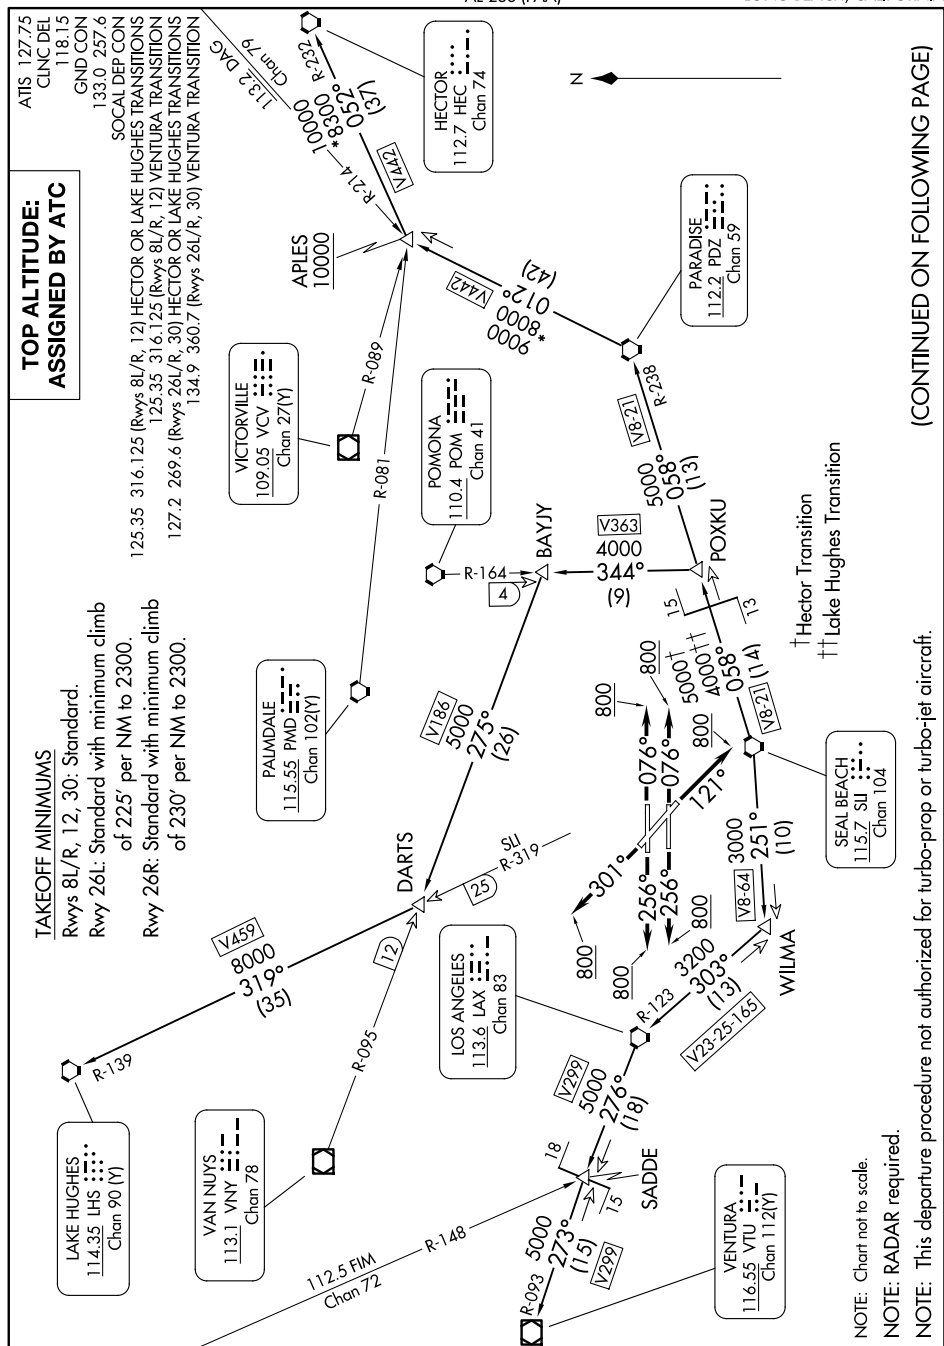 ATIS 127.75
CLNC DEL
118.15
GND CON
133.0 257.6
SOCAL DEP CON
125.35 316.125 (Rwys 8L/R, 12) HECTOR OR LAKE HUGHES TRANSITIONS
125.35 316.125 (Rwys 8L/R, 12) VENTURA TRANSITION
127.2 269.6 (Rwys 26L/R, 30) HECTOR OR LAKE HUGHES TRANSITIONS
134.9 360.7 (Rwys 26L/R, 30) VENTURA TRANSITION
TOP ALTITUDE:
ASSIGNED BY ATC
TAKEOFF MINIMUMS
Rwys 8L/R, 12, 30: Standard.
Rwy 26L: Standard with minimum climb
of 225' per NM to 2300.
Rwy 26R: Standard with minimum climb
of 230' per NM to 2300.
LAKE HUGHES
114.35 LHS
Chan 90 (Y)
R-139
V459
8000
319°
(35)
VAN NUYS
113.1 VNY
Chan 78
R-095
12
DARTS
25
SLI
R-319
PALMDALE
115.55 PMD
Chan 102(Y)
R-081
VICTORVILLE
109.05 VCV
Chan 27(Y)
R-089
113.2 DAG
Chan 79
R-214
APLES
10000
HECTOR
112.7 HEC
Chan 74
R-232
10000
*8300
052°
(37)
V442
N
V442
9000
*8000
012°
(42)
PARADISE
112.2 PDZ
Chan 59
R-238
V8-21
5000
058°
(13)
POMONA
110.4 POM
Chan 41
R-164
4
BAYJY
V186
5000
275°
(26)
V363
4000
344°
(9)
POXKU
15
13
5000†
4000††
058°
(14)
V8-21
†Hector Transition
††Lake Hughes Transition
800
800
800
076°
076°
121°
301°
256°
256°
800
800
800
SEAL BEACH
115.7 SLI
Chan 104
3000
251°
(10)
V8-64
WILMA
3200
303°
(13)
V23-25-165
R-123
LOS ANGELES
113.6 LAX
Chan 83
V299
5000
276°
(18)
18
15
SADDE
112.5 FIM
Chan 72
R-148
5000
273°
(15)
V299
R-093
VENTURA
116.55 VTU
Chan 112(Y)
NOTE: Chart not to scale.
NOTE: RADAR required.
NOTE: This departure procedure not authorized for turbo-prop or turbo-jet aircraft.
(CONTINUED ON FOLLOWING PAGE)